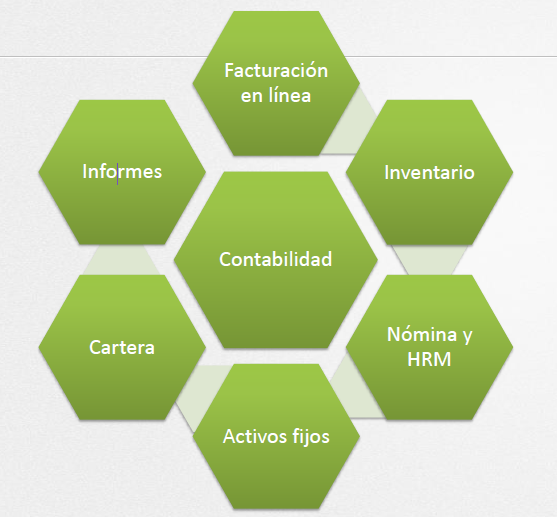 Facturación
en línea
Informes
Inventario
Contabilidad
Cartera
Nómina y
HRM
Activos fijos